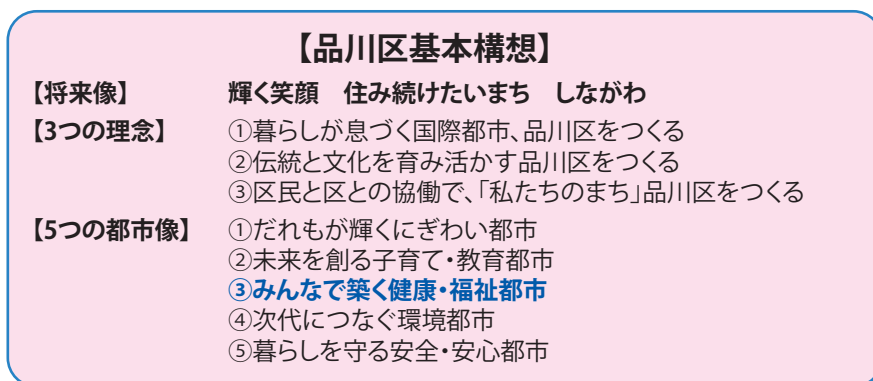 【品川区基本構想】
【将来像】 輝く笑顔 住み続けたいまち しながわ
【3つの理念】 ①暮らしが息づく国際都市、品川区をつくる
②伝統と文化を育み活かす品川区をつくる
③区民と区との協働で、「私たちのまち」品川区をつくる
【5つの都市像】 ①だれもが輝くにぎわい都市
②未来を創る子育て・教育都市
③みんなで築く健康・福祉都市
④次代につなぐ環境都市
⑤暮らしを守る安全・安心都市